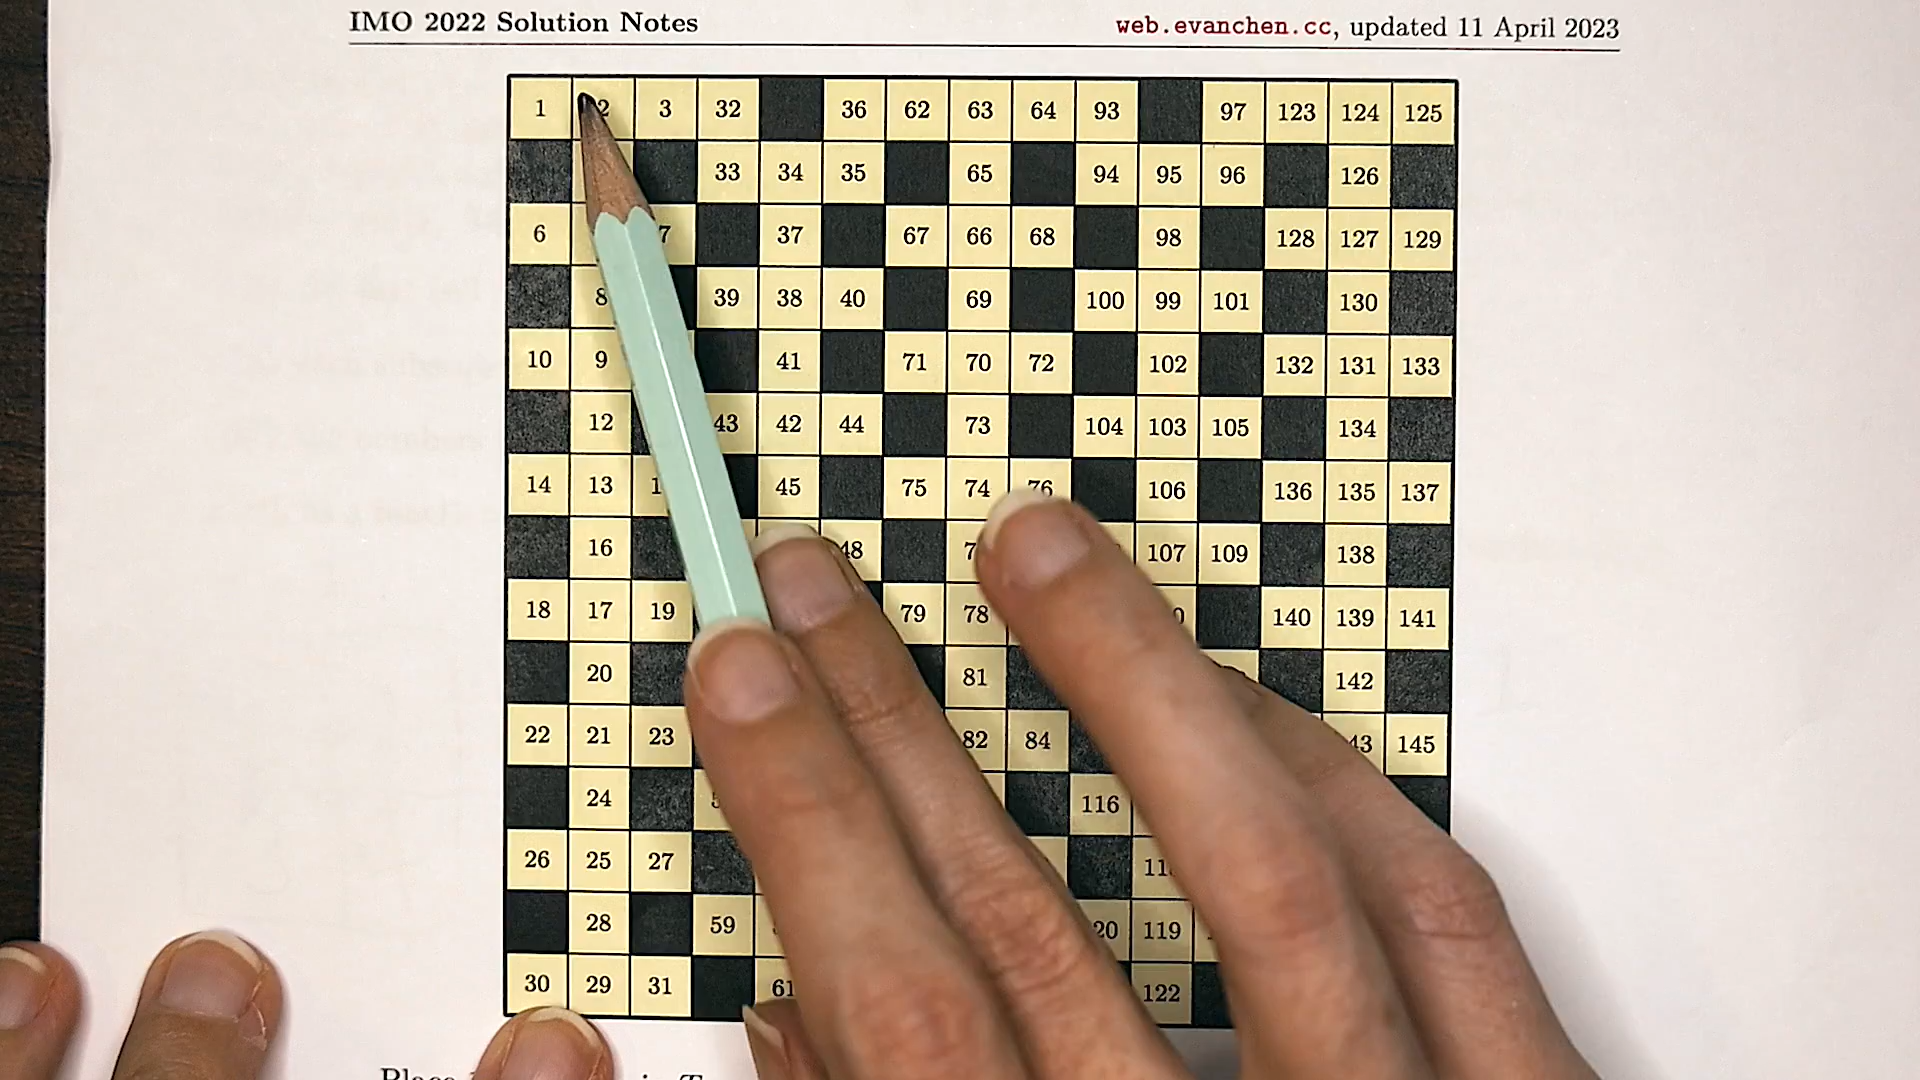 IMO 2022 Solution Notes web.evanchen.cc, updated 11 April 2023
1 2 3 32 36 62 63 64 93 97 123 124 125
33 34 35 65 94 95 96 126
6 7 37 67 66 68 98 128 127 129
8 39 38 40 69 100 99 101 130
10 9 41 71 70 72 102 132 131 133
12 43 42 44 73 104 103 105 134
14 13 45 75 74 76 106 136 135 137
16 48 107 109 138
18 17 19 79 78 140 139 141
20 81 142
22 21 23 82 84 145
24 116
26 25 27
28 59 119
30 29 31 61 122